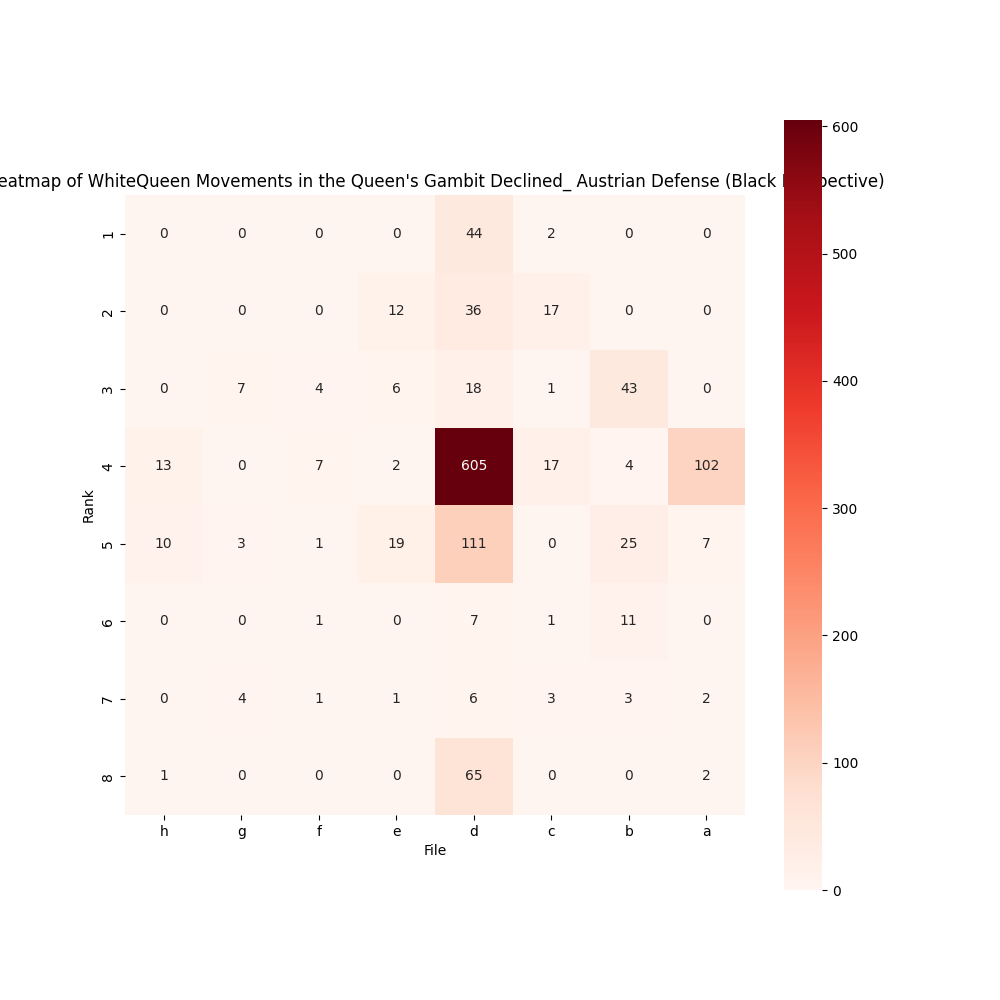 600
eatmap of WhiteQueen Movements in the Queen's Gambit Declined_ Austrian Defense (Black pective)
1 0 0 0 0 44 2 0 0
500
2 0 0 0 12 36 17 0 0
3 0 7 4 6 18 1 43 0
400
4 13 0 7 2 605 17 4 102
Rank
300
5 10 3 1 19 111 0 25 7
6 0 0 1 0 7 1 11 0
200
7 0 4 1 1 6 3 3 2
100
8 1 0 0 0 65 0 0 2
h g f e d c b a
File
0